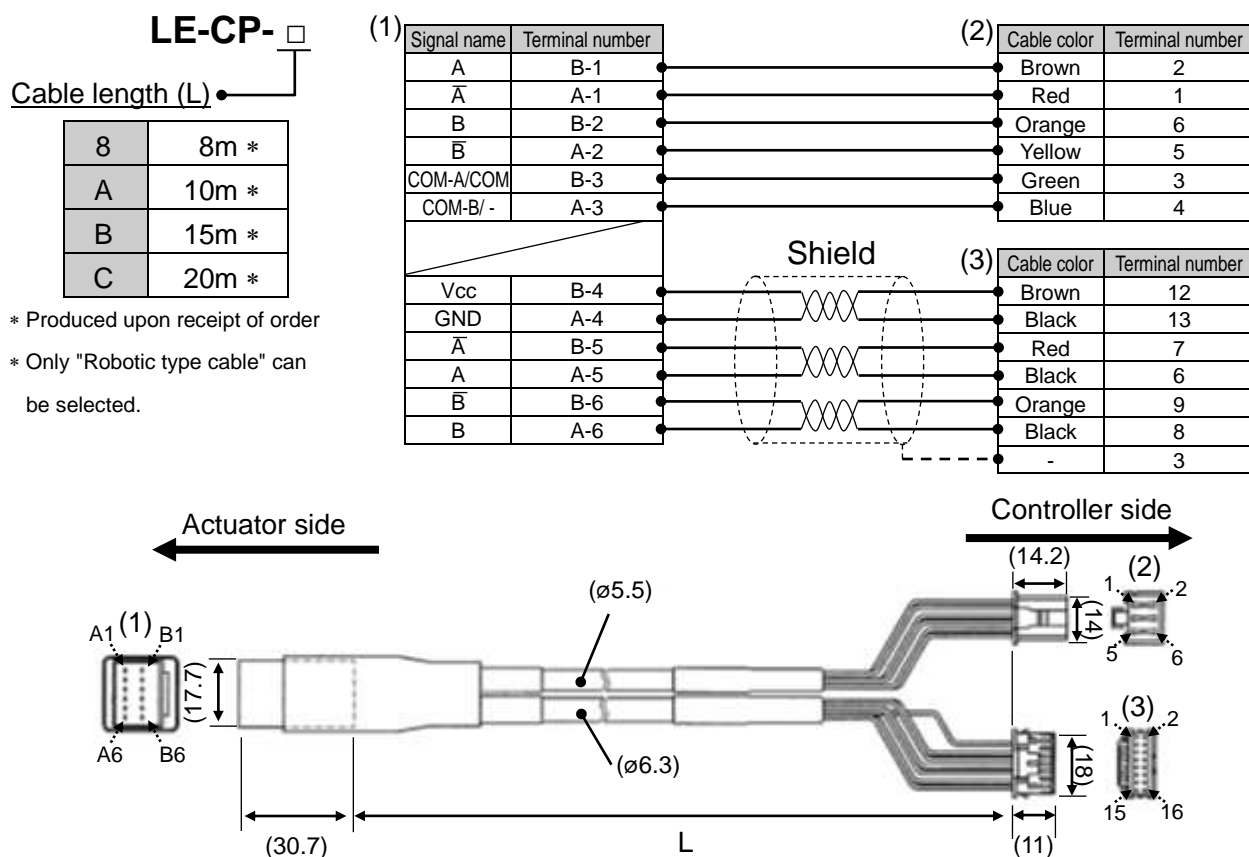 LE-CP- □
Cable length (L)
8 8m *
A 10m *
B 15m *
C 20m *
* Produced upon receipt of order
* Only "Robotic type cable" can
be selected.
(1)
Signal name Terminal number
A B-1
A̅ A-1
B B-2
B̅ A-2
COM-A/COM B-3
COM-B/ - A-3
Vcc B-4
GND A-4
A̅ B-5
A A-5
B̅ B-6
B A-6
Shield
(2)
Cable color Terminal number
Brown 2
Red 1
Orange 6
Yellow 5
Green 3
Blue 4
(3)
Cable color Terminal number
Brown 12
Black 13
Red 7
Black 6
Orange 9
Black 8
- 3
Actuator side
Controller side
(1)
A1 B1
A6 B6
(17.7)
(30.7)
(ø5.5)
(ø6.3)
L
(14.2)
(14)
(2)
1 2
5 6
(18)
(11)
(3)
1 2
15 16